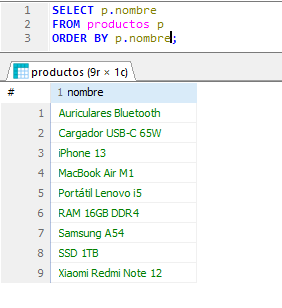 1 SELECT p.nombre
2 FROM productos p
3 ORDER BY p.nombre;
productos (9r × 1c)
# 1 nombre
1 Auriculares Bluetooth
2 Cargador USB-C 65W
3 iPhone 13
4 MacBook Air M1
5 Portátil Lenovo i5
6 RAM 16GB DDR4
7 Samsung A54
8 SSD 1TB
9 Xiaomi Redmi Note 12